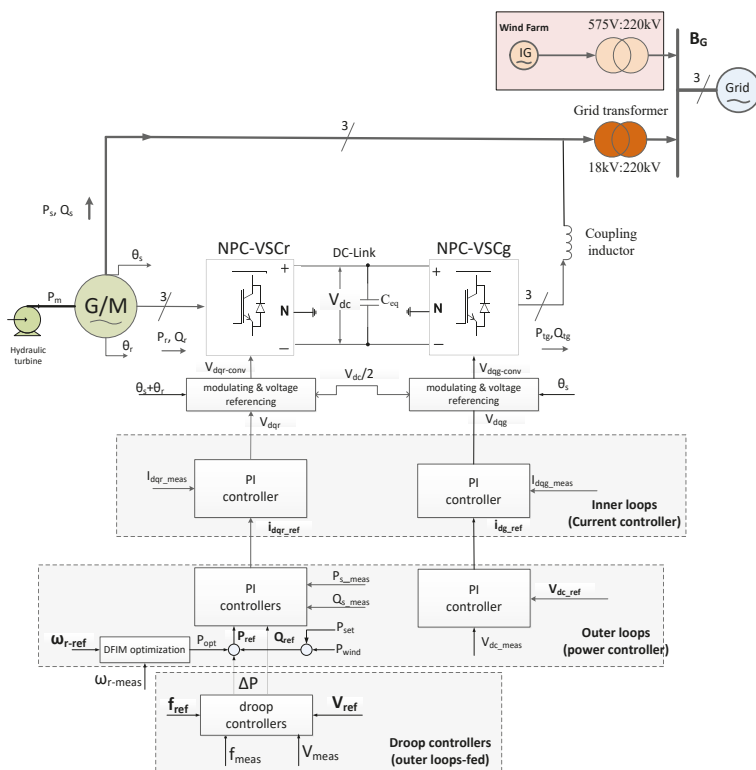 575V:220kV
Wind Farm
IG
B_G
3
Grid
Grid transformer
3
18kV:220kV
P_s, Q_s
θ_s
NPC-VSCr
DC-Link
NPC-VSCg
Coupling
inductor
P_m
G/M
3
+
+
V_dc
C_eq
N
N
3
Hydraulic
turbine
θ_r
P_r, Q_r
−
−
P_tg, Q_tg
V_dqr-conv
V_dqg-conv
θ_s+θ_r
modulating & voltage
referencing
V_dc/2
modulating & voltage
referencing
θ_s
V_dqr
V_dqg
I_dqr_meas
PI
controller
PI
controller
I_dqg_meas
Inner loops
(Current controller)
i_dqr_ref
i_dg_ref
PI
controllers
P_s_meas
Q_s_meas
PI
controller
V_dc_ref
V_dc_meas
Outer loops
(power controller)
ω_r-ref
DFIM optimization
P_opt
P_ref
Q_ref
P_set
P_wind
ω_r-meas
ΔP
f_ref
droop
controllers
V_ref
f_meas
V_meas
Droop controllers
(outer loops-fed)